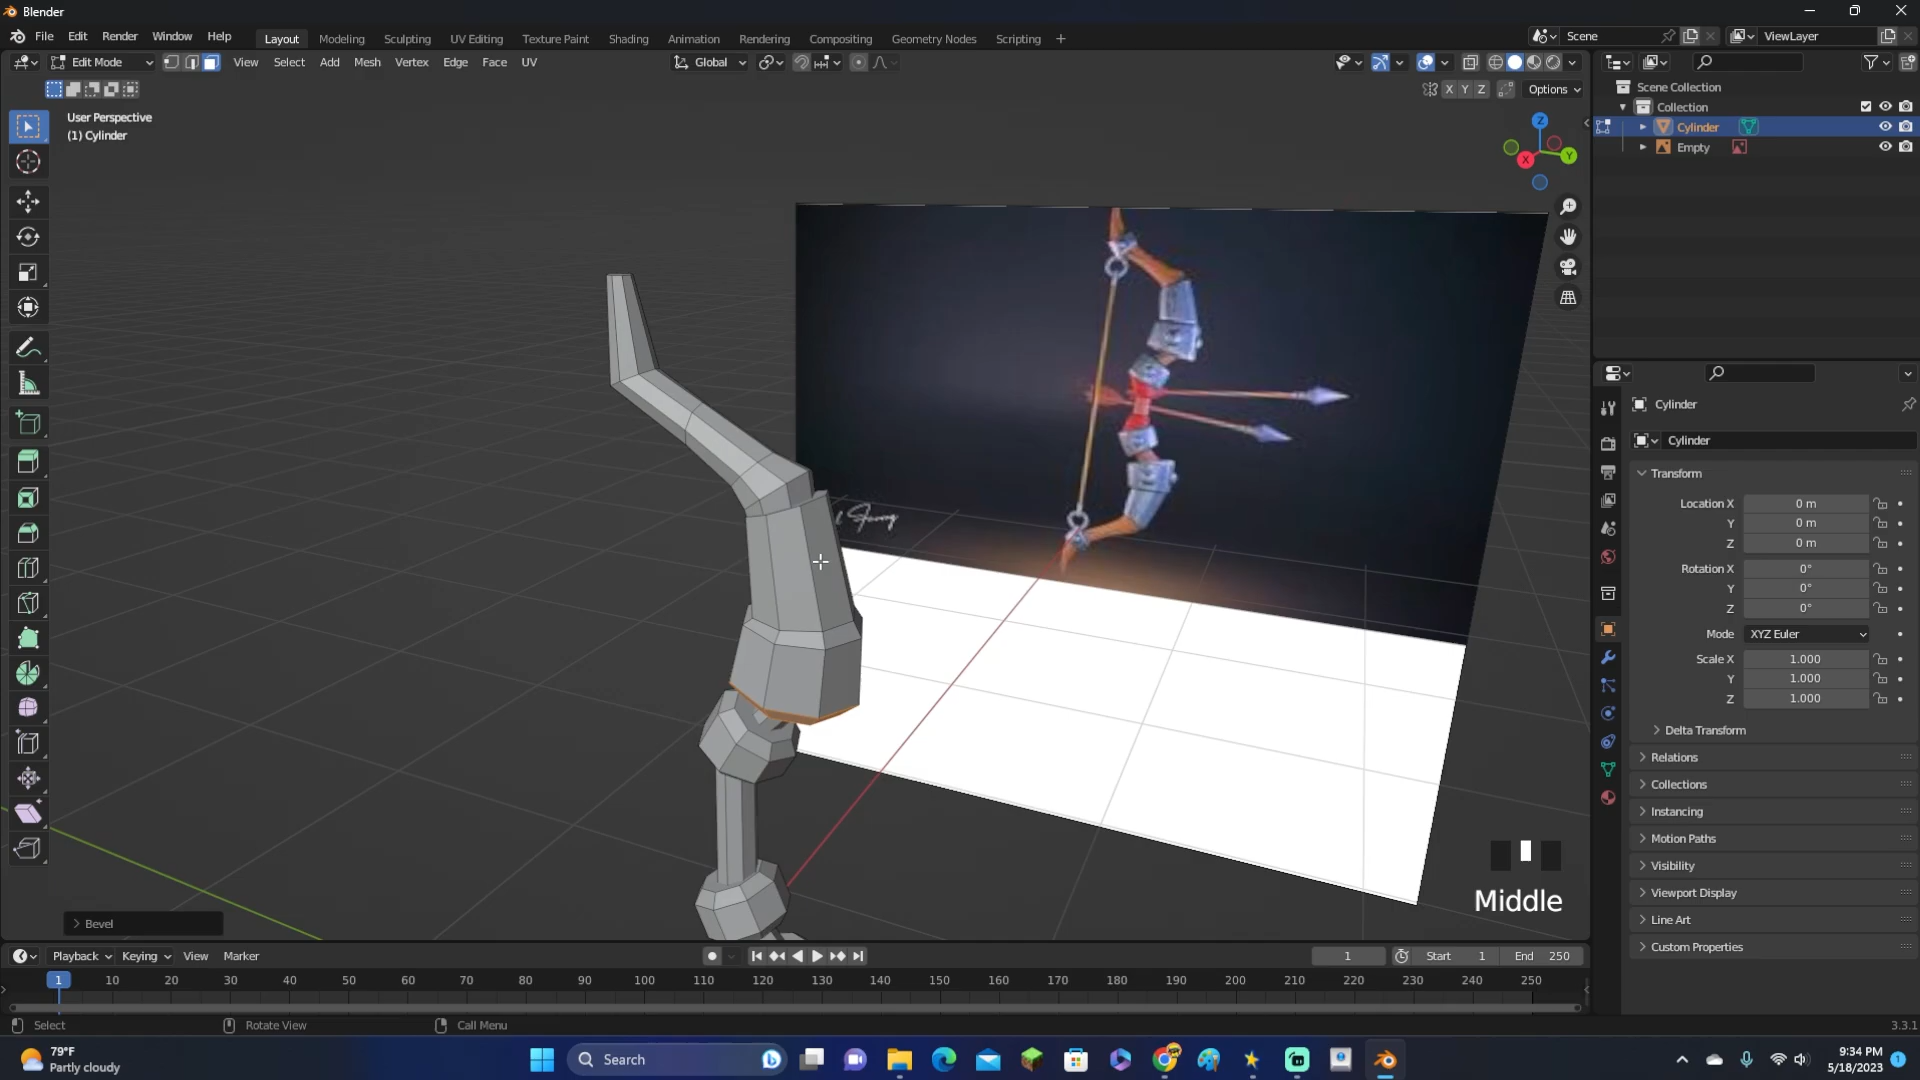 Blender
File Edit Render Window Help
Layout Modeling Sculpting UV Editing Texture Paint Shading Animation Rendering Compositing Geometry Nodes Scripting +
Scene
ViewLayer
Edit Mode
View Select Add Mesh Vertex Edge Face UV
Global
X Y Z
Options
User Perspective
(1) Cylinder
Z
X
Y
Scene Collection
Collection
Cylinder
Empty
Cylinder
Cylinder
Transform
Location X 0 m
Y 0 m
Z 0 m
Rotation X 0°
Y 0°
Z 0°
Mode XYZ Euler
Scale X 1.000
Y 1.000
Z 1.000
Delta Transform
Relations
Collections
Instancing
Motion Paths
Visibility
Viewport Display
Line Art
Custom Properties
Middle
Bevel
Playback Keying View Marker
1
Start 1
End 250
1 10 20 30 40 50 60 70 80 90 100 110 120 130 140 150 160 170 180 190 200 210 220 230 240 250
Select
Rotate View
Call Menu
3.3.1
79°F
Partly cloudy
Search
9:34 PM
5/18/2023
1